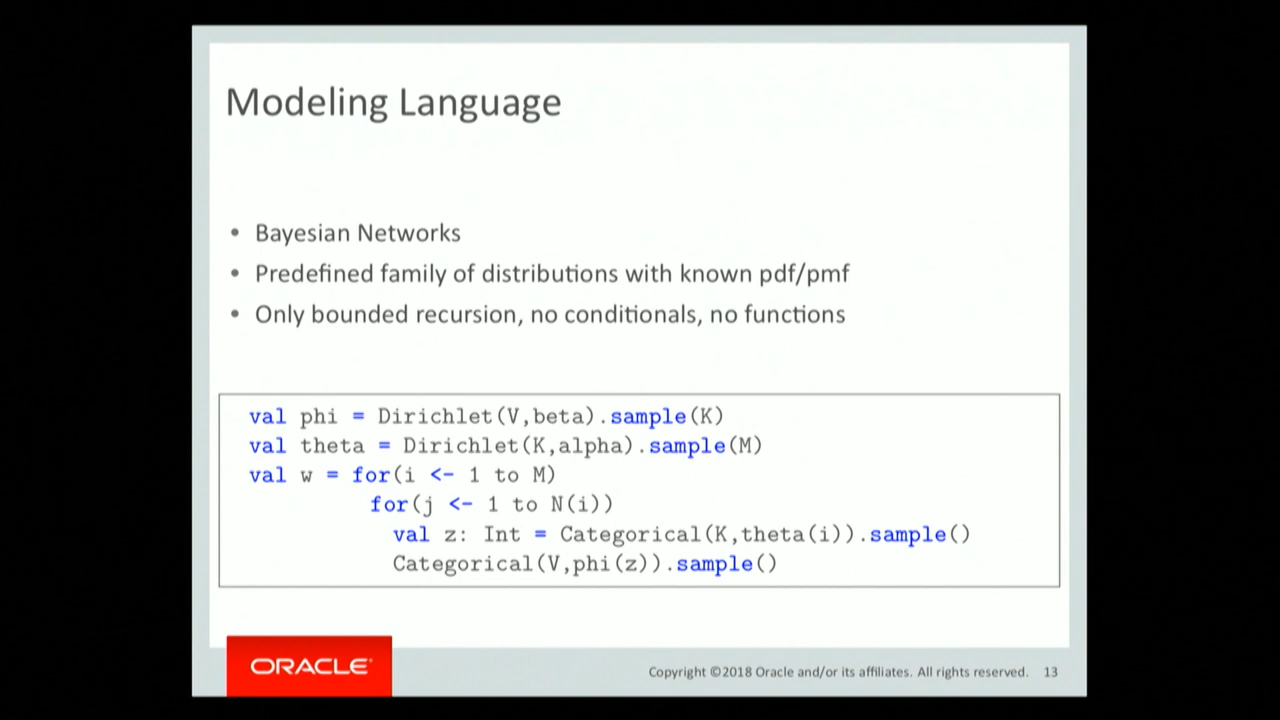 Modeling Language
• Bayesian Networks
• Predefined family of distributions with known pdf/pmf
• Only bounded recursion, no conditionals, no functions
val phi = Dirichlet(V,beta).sample(K)
val theta = Dirichlet(K,alpha).sample(M)
val w = for(i <- 1 to M)
for(j <- 1 to N(i))
val z: Int = Categorical(K,theta(i)).sample()
Categorical(V,phi(z)).sample()
ORACLE
Copyright ©2018 Oracle and/or its affiliates. All rights reserved. 13